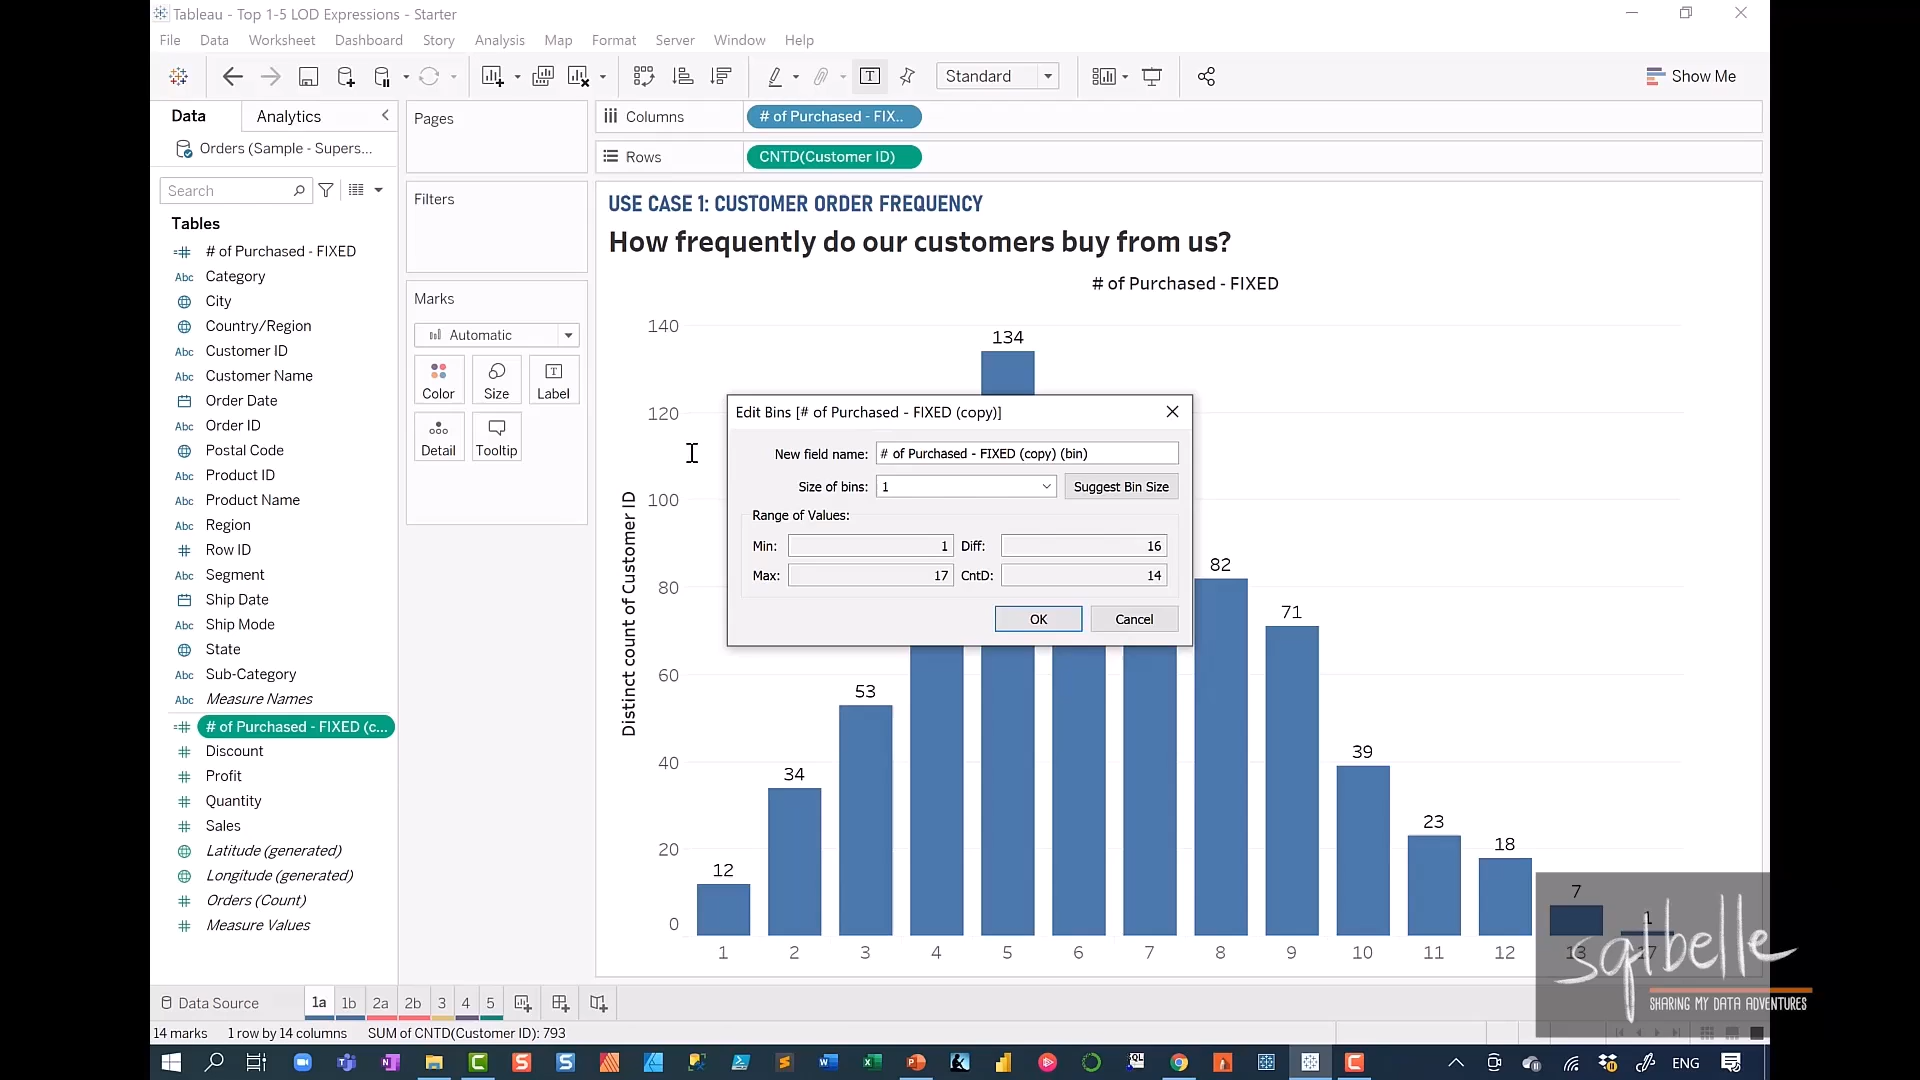 Tableau - Top 1-5 LOD Expressions - Starter
File Data Worksheet Dashboard Story Analysis Map Format Server Window Help
Standard
Show Me
Data
Analytics
Orders (Sample - Supers...
Search
Tables
# of Purchased - FIXED
Category
City
Country/Region
Customer ID
Customer Name
Order Date
Order ID
Postal Code
Product ID
Product Name
Region
Row ID
Segment
Ship Date
Ship Mode
State
Sub-Category
Measure Names
# of Purchased - FIXED (c...
Discount
Profit
Quantity
Sales
Latitude (generated)
Longitude (generated)
Orders (Count)
Measure Values
Pages
Filters
Marks
Automatic
Color
Size
Label
Detail
Tooltip
Columns
# of Purchased - FIX..
Rows
CNTD(Customer ID)
USE CASE 1: CUSTOMER ORDER FREQUENCY
How frequently do our customers buy from us?
# of Purchased - FIXED
Distinct count of Customer ID
140
120
100
80
60
40
20
0
12
34
53
134
82
71
39
23
18
7
1
1 2 3 4 5 6 7 8 9 10 11 12 13 17
Edit Bins [# of Purchased - FIXED (copy)]
New field name: # of Purchased - FIXED (copy) (bin)
Size of bins: 1
Suggest Bin Size
Range of Values:
Min: 1 Diff: 16
Max: 17 CntD: 14
OK
Cancel
sqlbelle
SHARING MY DATA ADVENTURES
Data Source
1a 1b 2a 2b 3 4 5
14 marks 1 row by 14 columns SUM of CNTD(Customer ID): 793
ENG